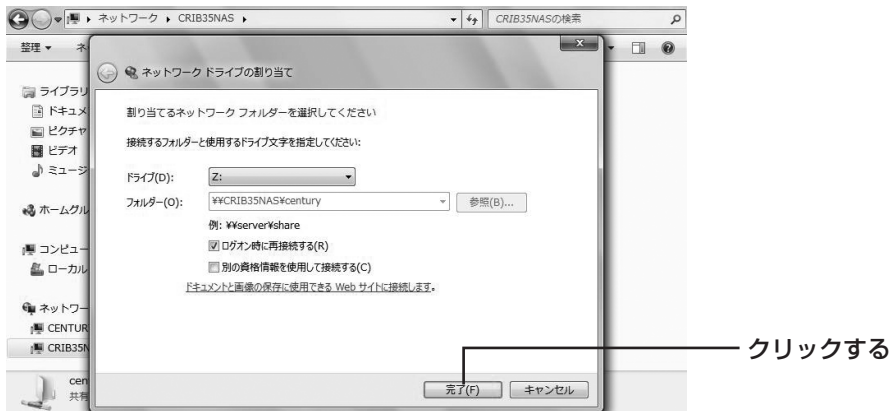 ネットワーク ▸ CRIB35NAS ▸
CRIB35NASの検索
整理 ▼
ネットワーク ドライブの割り当て
ライブラリ
割り当てるネットワーク フォルダーを選択してください
ドキュメ
ピクチャ
接続するフォルダーと使用するドライブ文字を指定してください:
ビデオ
ミュージ
ドライブ(D): Z:
フォルダー(O): ¥¥CRIB35NAS¥century 参照(B)...
ホームグル
例: ¥¥server¥share
ログオン時に再接続する(R)
コンピュー
別の資格情報を使用して接続する(C)
ローカル
ドキュメントと画像の保存に使用できる Web サイトに接続します。
ネットワー
CENTUR
CRIB35N
クリックする
cen
共有
完了(F) キャンセル